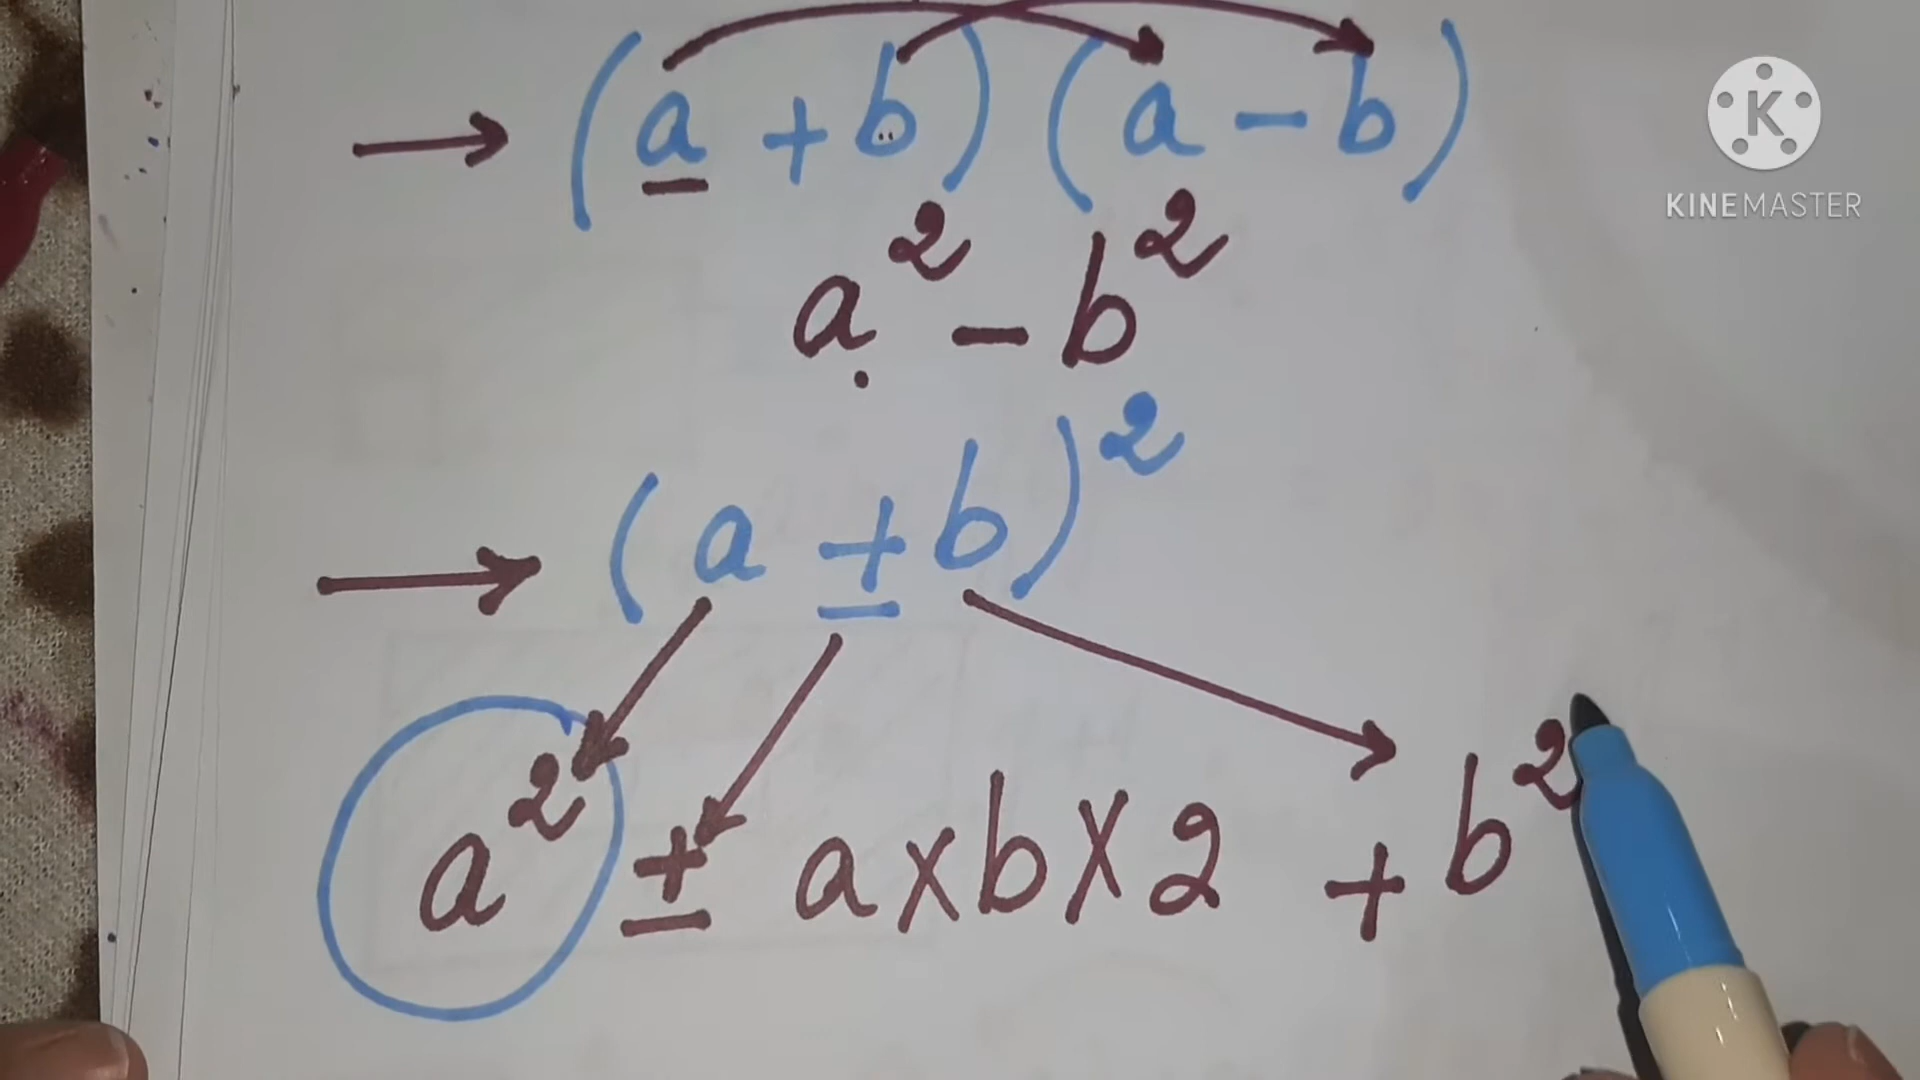 → (a + b) (a - b)
K
KINEMASTER
a² - b²
→ (a ± b)²
a² ± a×b×2 + b²